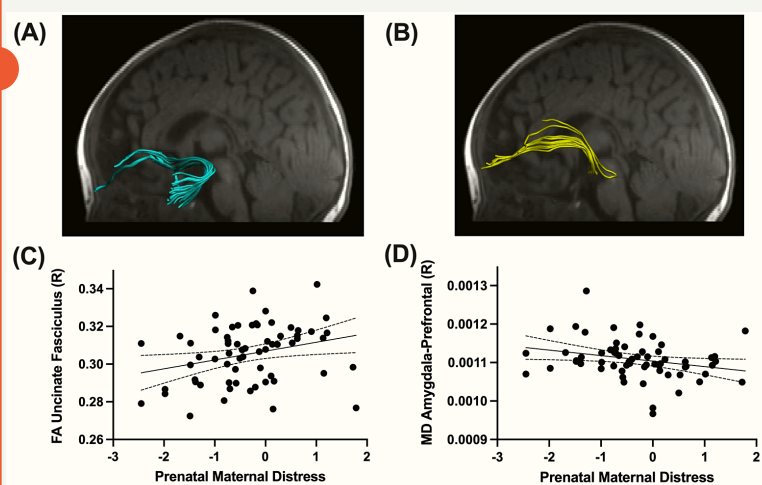 (A)
(B)
(C)
(D)
FA Uncinate Fasciculus (R)
0.34
0.32
0.30
0.28
0.26
-3 -2 -1 0 1 2
Prenatal Maternal Distress
MD Amygdala-Prefrontal (R)
0.0013
0.0012
0.0011
0.0010
0.0009
-3 -2 -1 0 1 2
Prenatal Maternal Distress